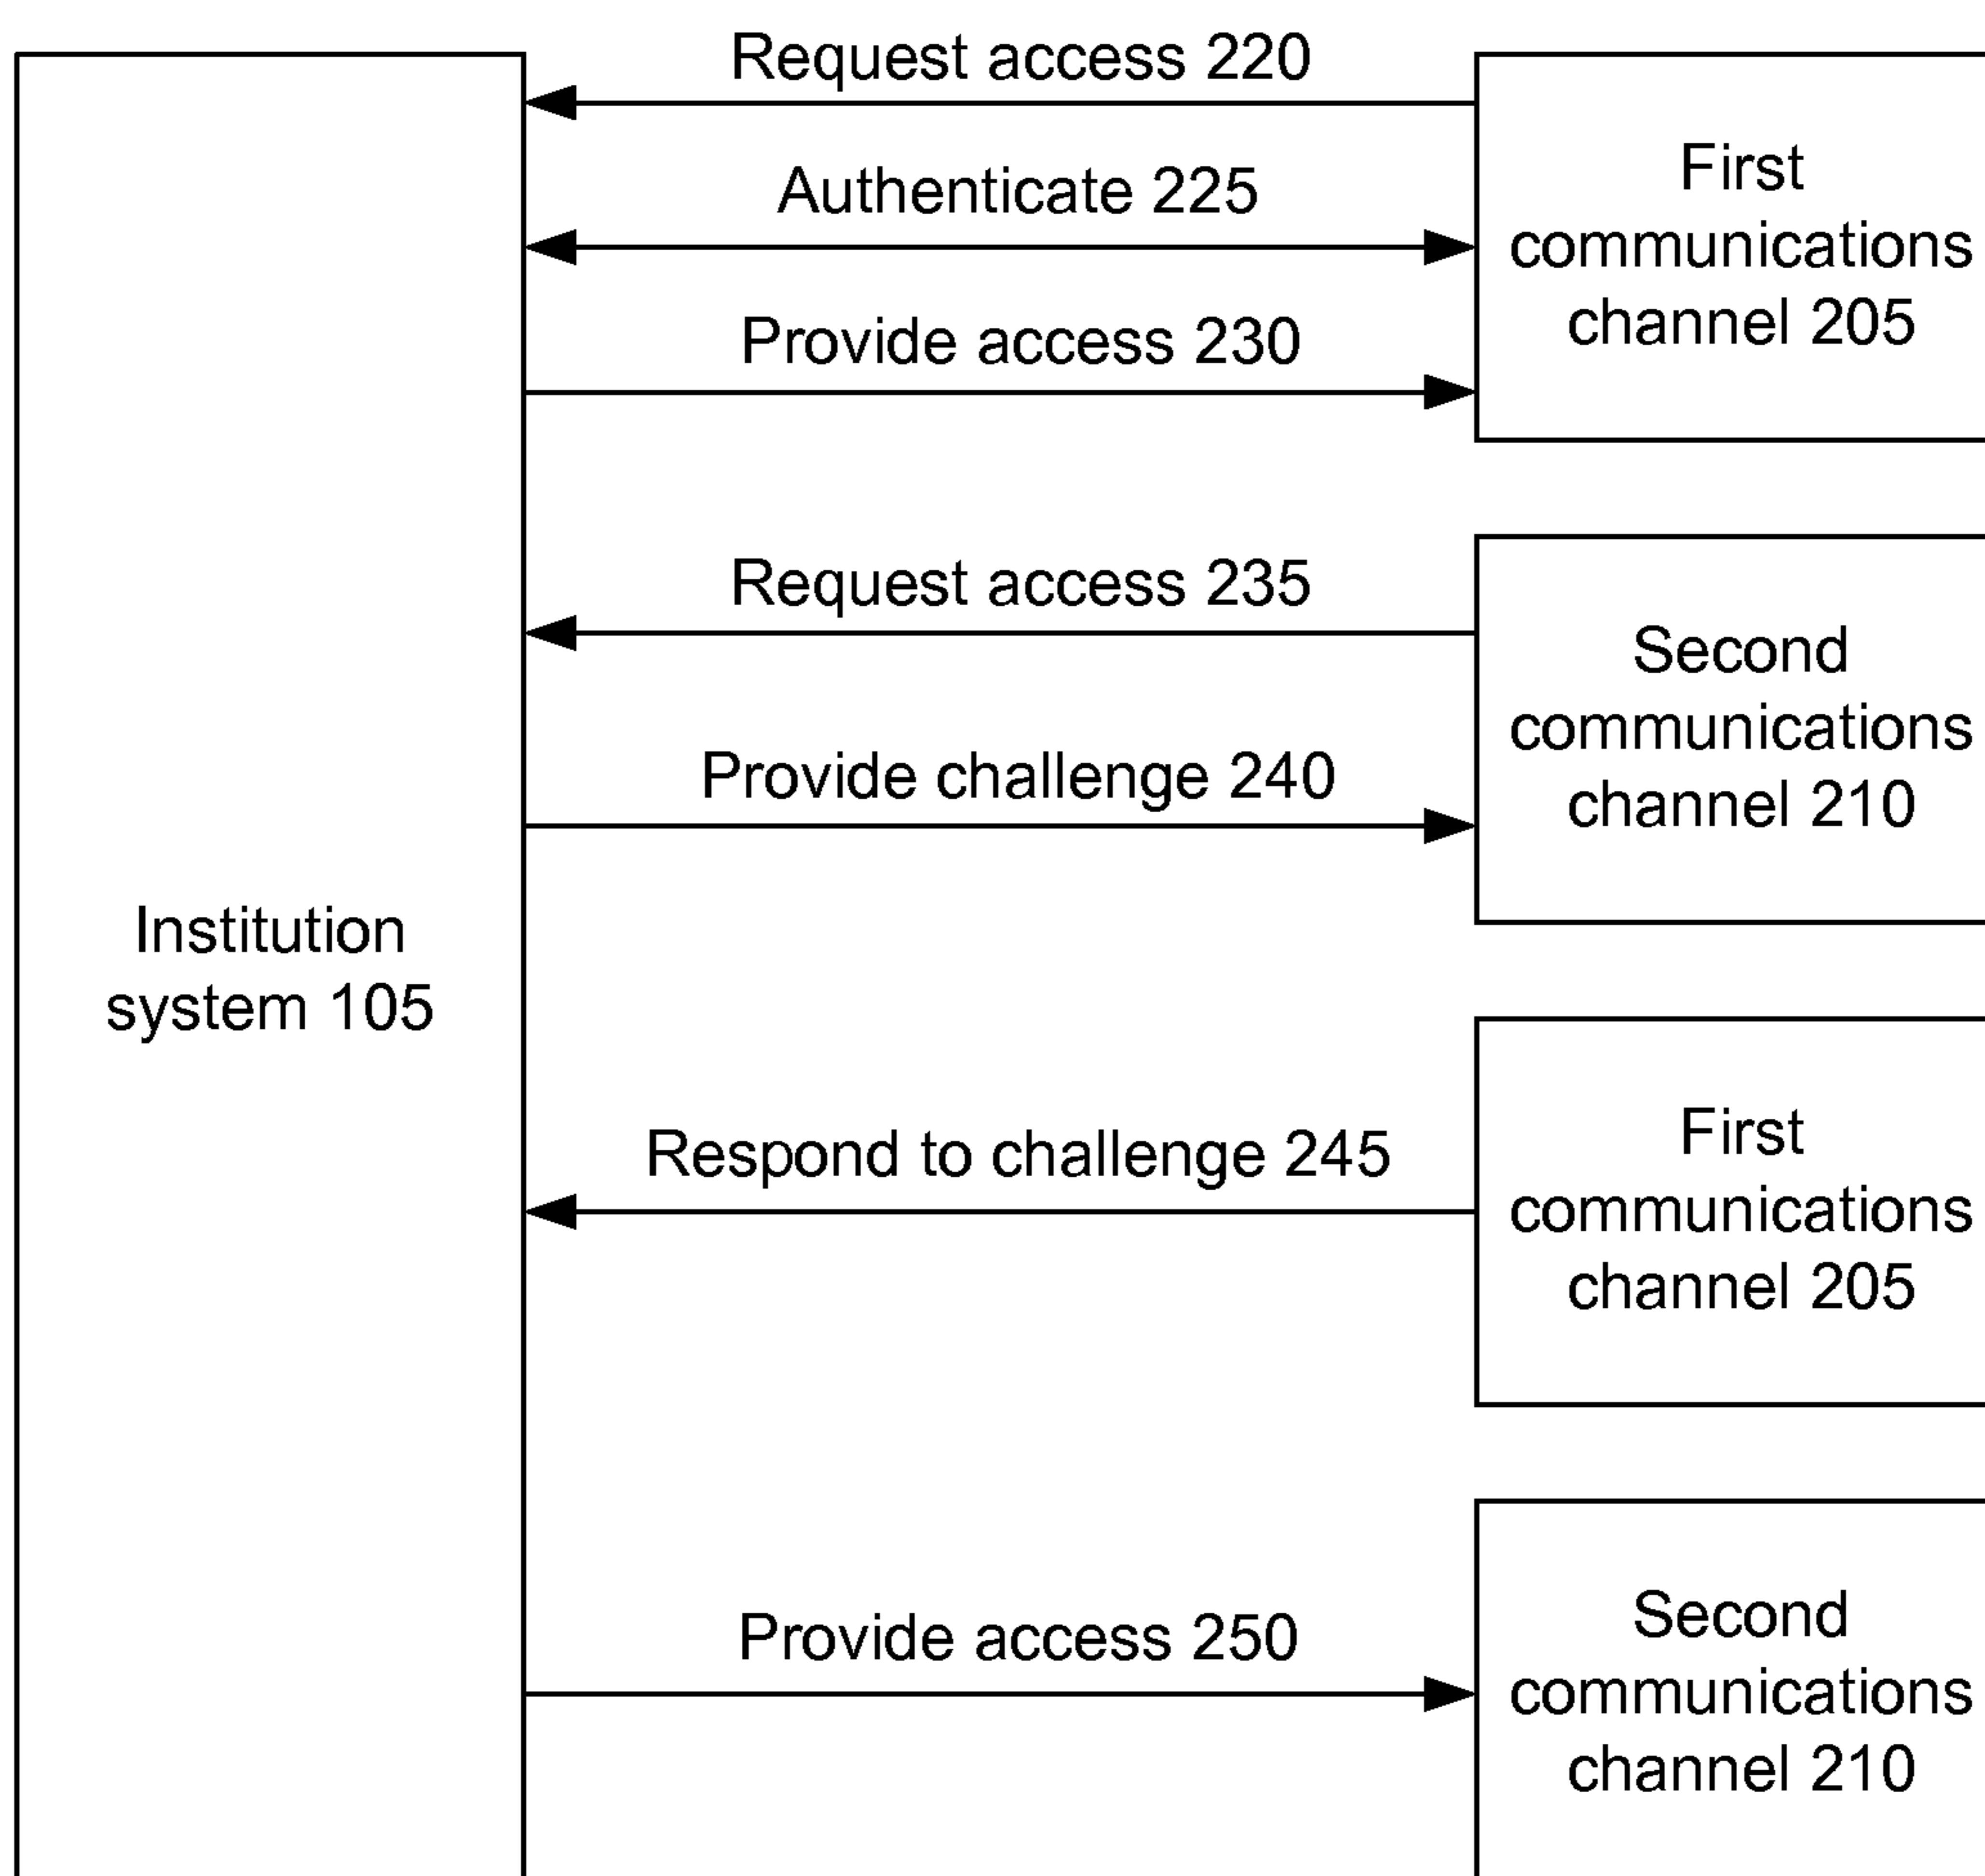 Request access 220
Authenticate 225
Provide access 230
First
communications
channel 205
Request access 235
Provide challenge 240
Second
communications
channel 210
Institution
system 105
Respond to challenge 245
First
communications
channel 205
Provide access 250
Second
communications
channel 210